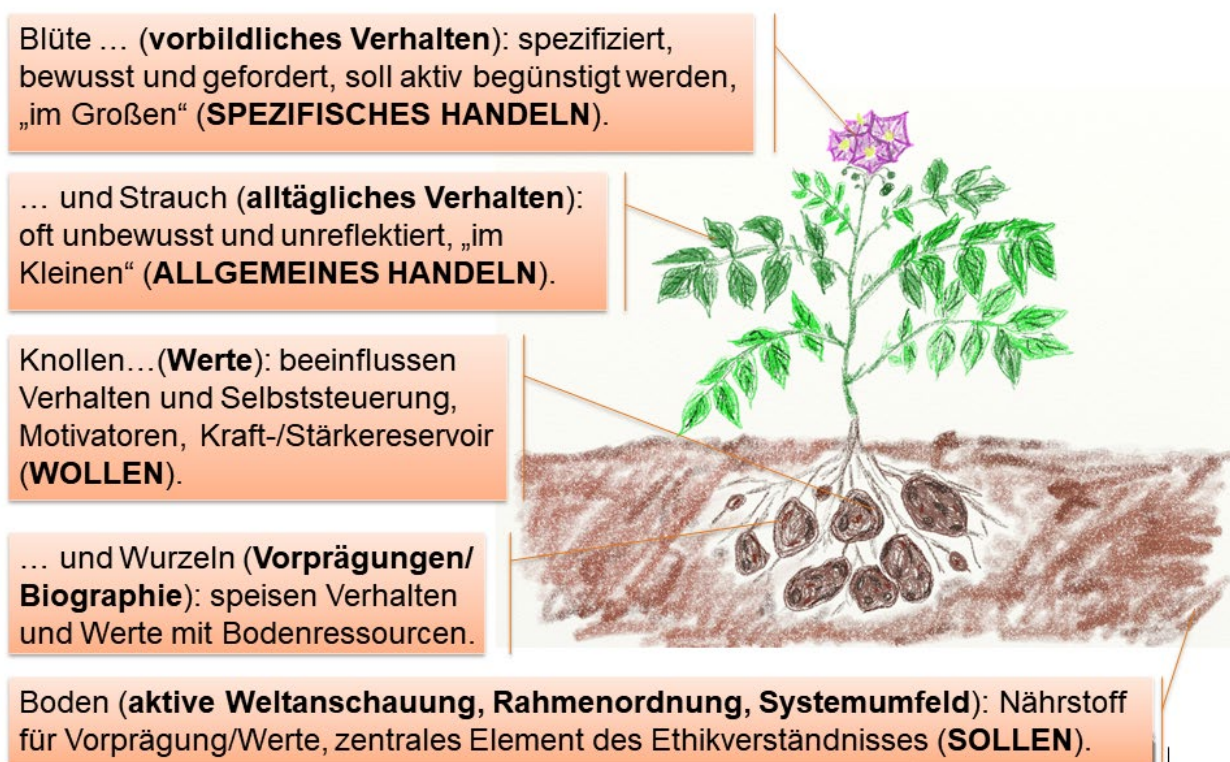 Blüte … (vorbildliches Verhalten): spezifiziert,
bewusst und gefordert, soll aktiv begünstigt werden,
„im Großen“ (SPEZIFISCHES HANDELN).
… und Strauch (alltägliches Verhalten):
oft unbewusst und unreflektiert, „im
Kleinen“ (ALLGEMEINES HANDELN).
Knollen…(Werte): beeinflussen
Verhalten und Selbststeuerung,
Motivatoren, Kraft-/Stärkereservoir
(WOLLEN).
… und Wurzeln (Vorprägungen/
Biographie): speisen Verhalten
und Werte mit Bodenressourcen.
Boden (aktive Weltanschauung, Rahmenordnung, Systemumfeld): Nährstoff
für Vorprägung/Werte, zentrales Element des Ethikverständnisses (SOLLEN).